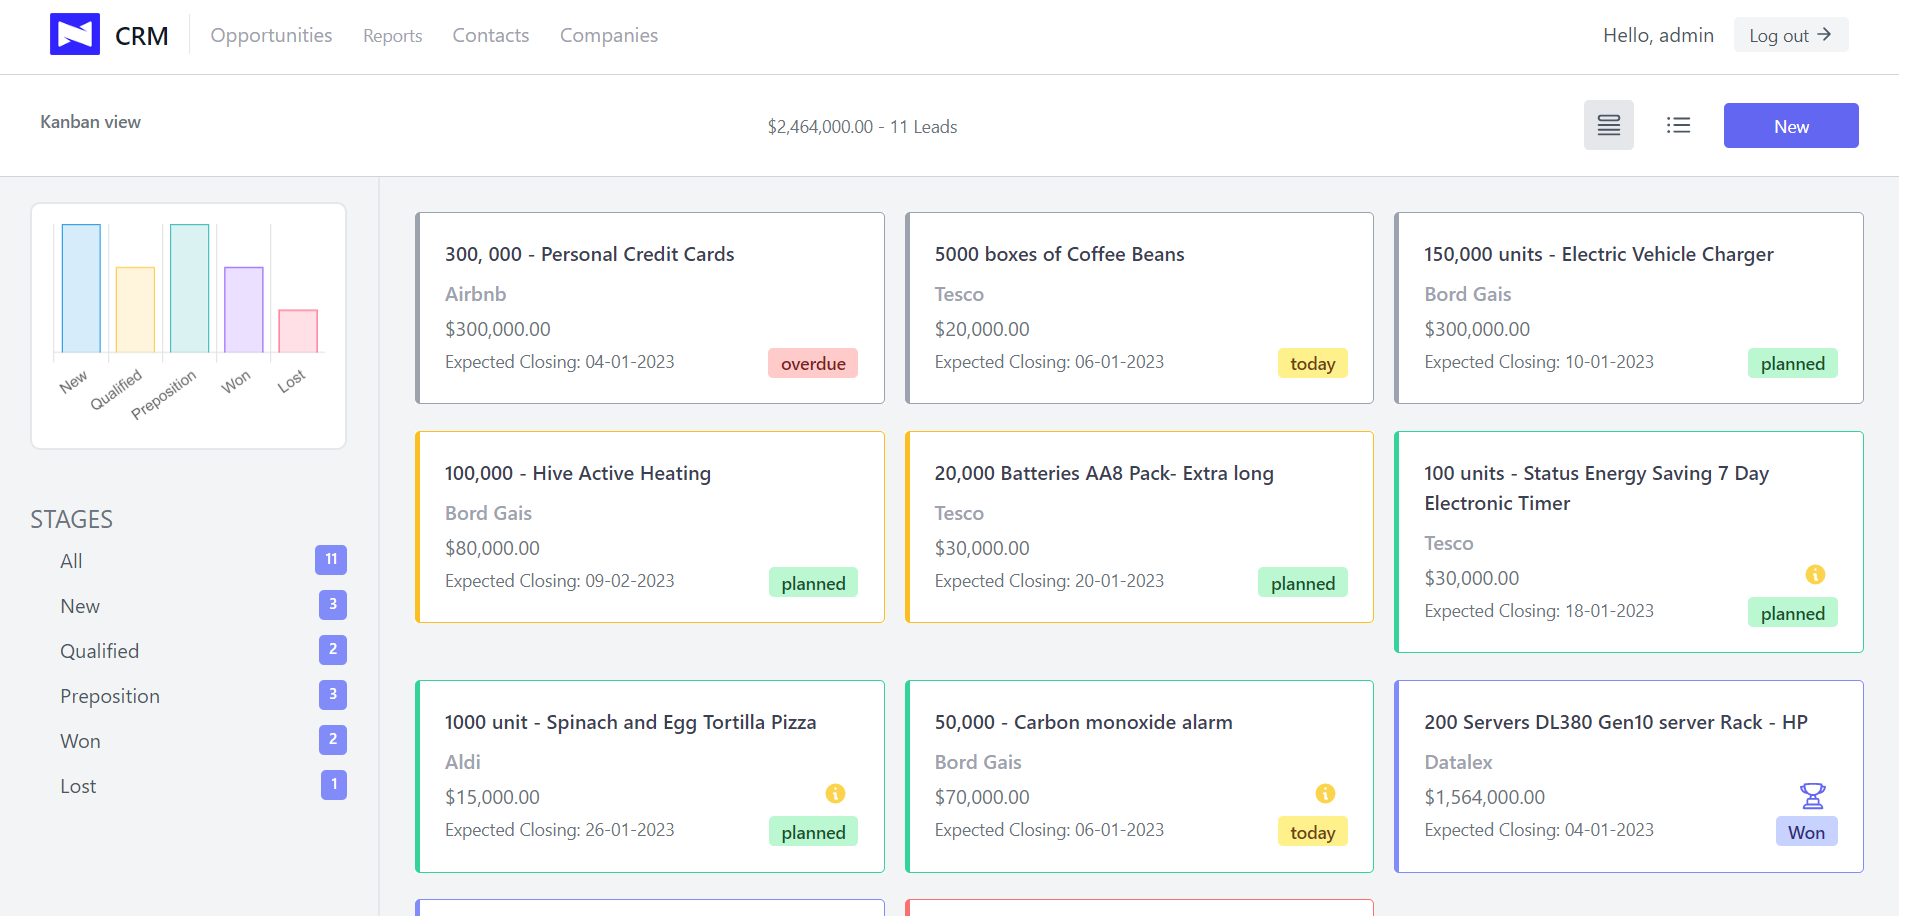 CRM
Opportunities
Reports
Contacts
Companies
Hello, admin
Log out
Kanban view
$2,464,000.00 - 11 Leads
New
New
Qualified
Preposition
Won
Lost
STAGES
All 11
New 3
Qualified 2
Preposition 3
Won 2
Lost 1
300, 000 - Personal Credit Cards
Airbnb
$300,000.00
Expected Closing: 04-01-2023
overdue
5000 boxes of Coffee Beans
Tesco
$20,000.00
Expected Closing: 06-01-2023
today
150,000 units - Electric Vehicle Charger
Bord Gais
$300,000.00
Expected Closing: 10-01-2023
planned
100,000 - Hive Active Heating
Bord Gais
$80,000.00
Expected Closing: 09-02-2023
planned
20,000 Batteries AA8 Pack- Extra long
Tesco
$30,000.00
Expected Closing: 20-01-2023
planned
100 units - Status Energy Saving 7 Day
Electronic Timer
Tesco
$30,000.00
Expected Closing: 18-01-2023
planned
1000 unit - Spinach and Egg Tortilla Pizza
Aldi
$15,000.00
Expected Closing: 26-01-2023
planned
50,000 - Carbon monoxide alarm
Bord Gais
$70,000.00
Expected Closing: 06-01-2023
today
200 Servers DL380 Gen10 server Rack - HP
Datalex
$1,564,000.00
Expected Closing: 04-01-2023
Won